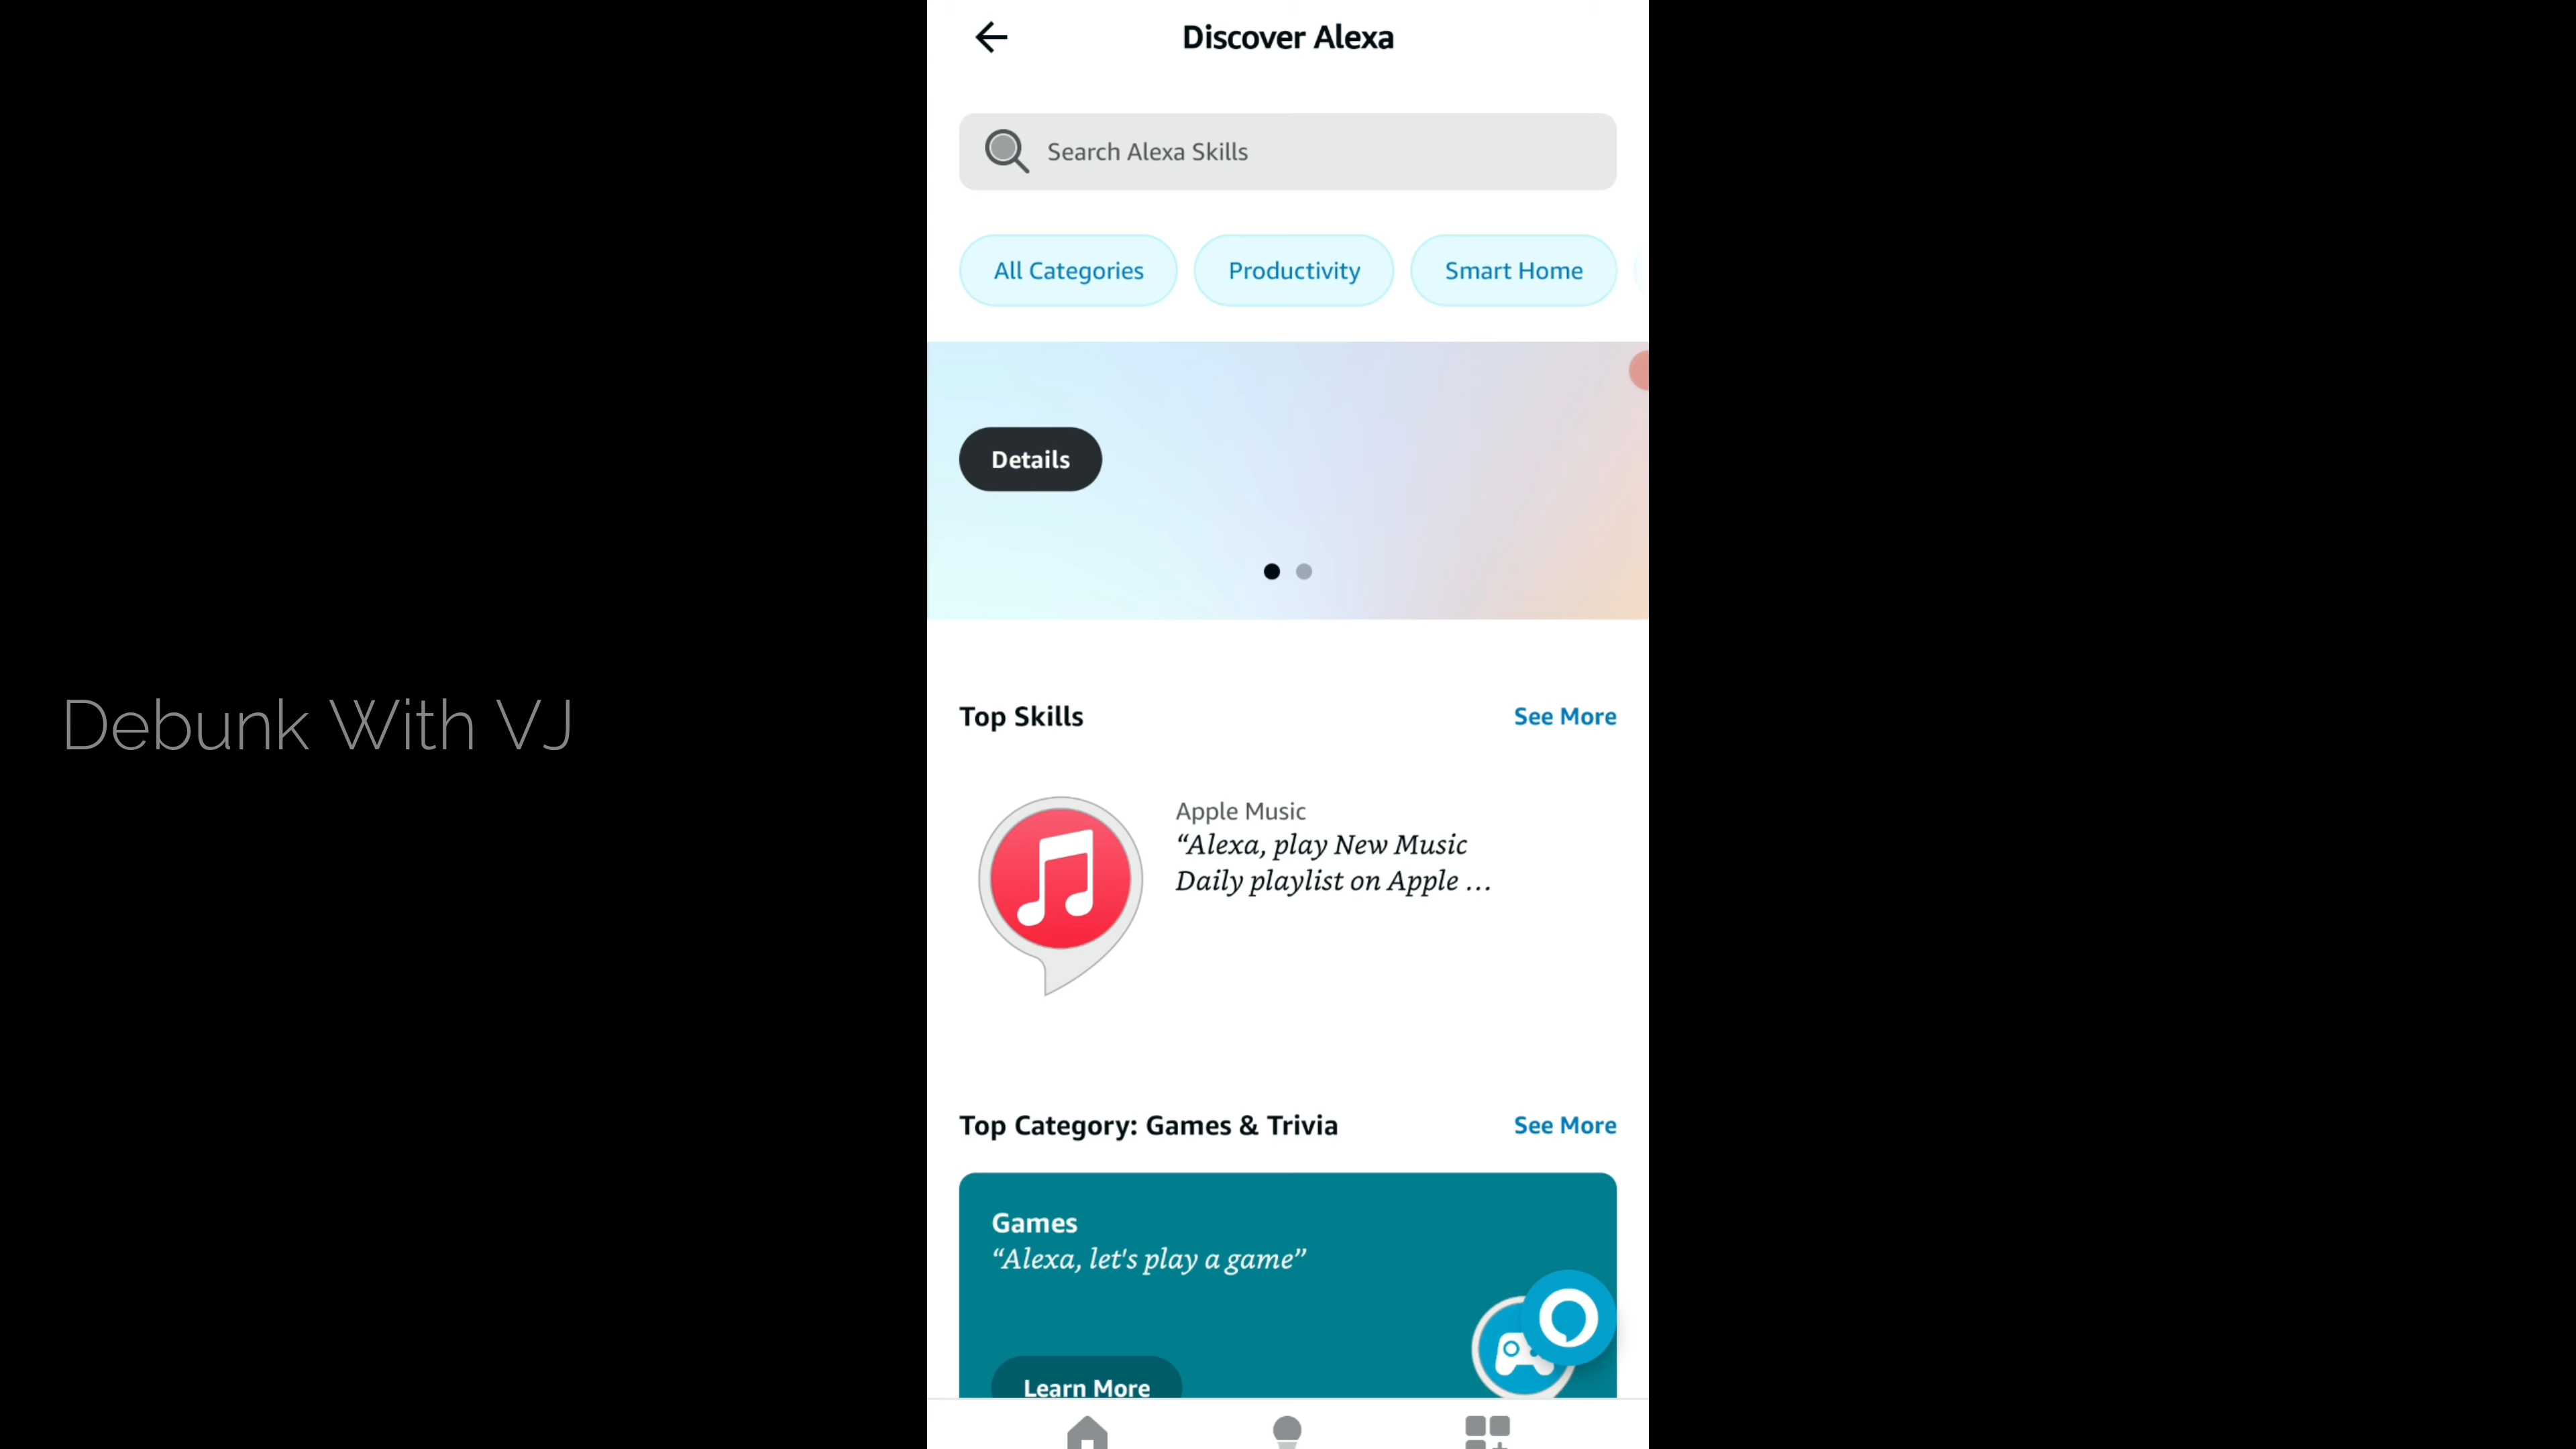 Discover Alexa
Search Alexa Skills
All Categories
Productivity
Smart Home
Details
Debunk With VJ
Top Skills
See More
Apple Music
“Alexa, play New Music
Daily playlist on Apple ...
Top Category: Games & Trivia
See More
Games
“Alexa, let's play a game”
Learn More